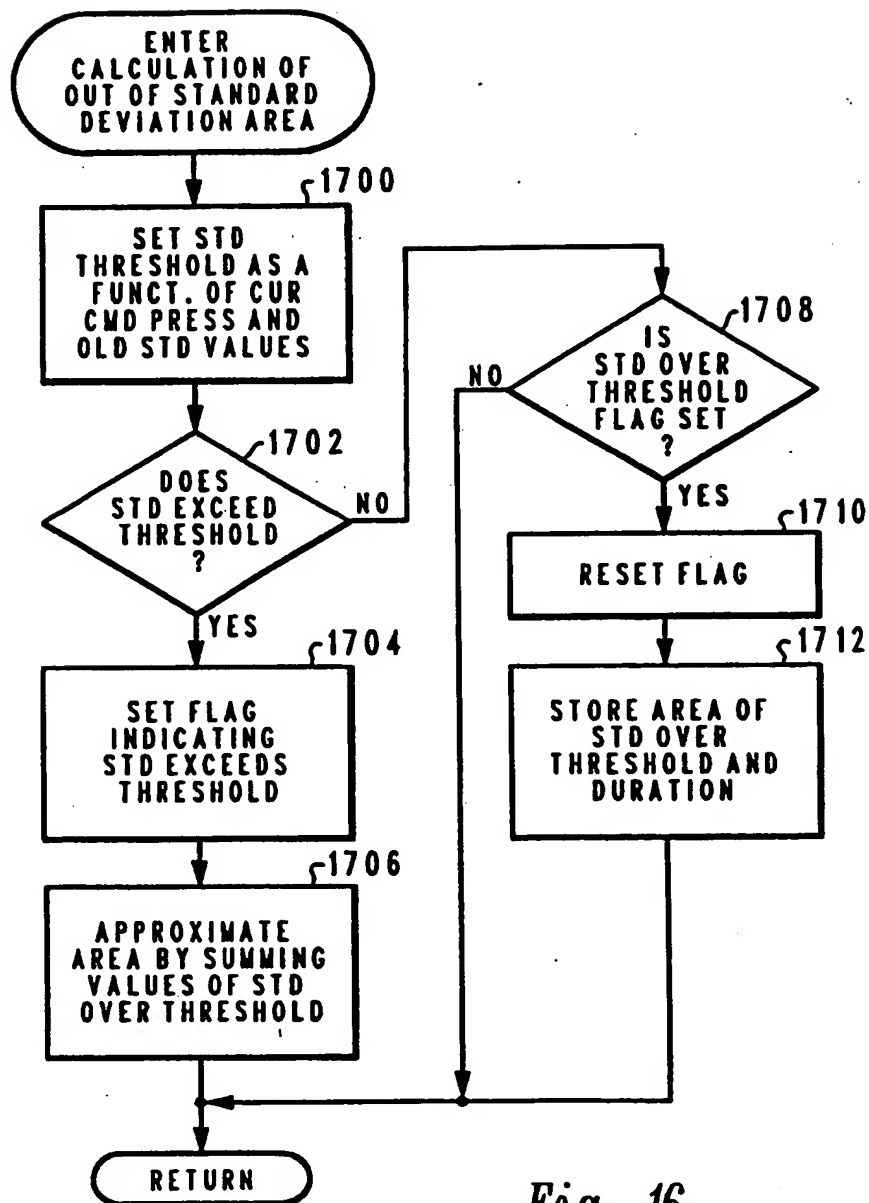 ENTER
CALCULATION OF
OUT OF STANDARD
DEVIATION AREA
1700
SET STD
THRESHOLD AS A
FUNCT. OF CUR
CMD PRESS AND
OLD STD VALUES
1702
DOES
STD EXCEED
THRESHOLD
?
NO
YES
1704
SET FLAG
INDICATING
STD EXCEEDS
THRESHOLD
1706
APPROXIMATE
AREA BY SUMMING
VALUES OF STD
OVER THRESHOLD
1708
IS
STD OVER
THRESHOLD
FLAG SET
?
NO
YES
1710
RESET FLAG
1712
STORE AREA OF
STD OVER
THRESHOLD AND
DURATION
RETURN
Fig. 16